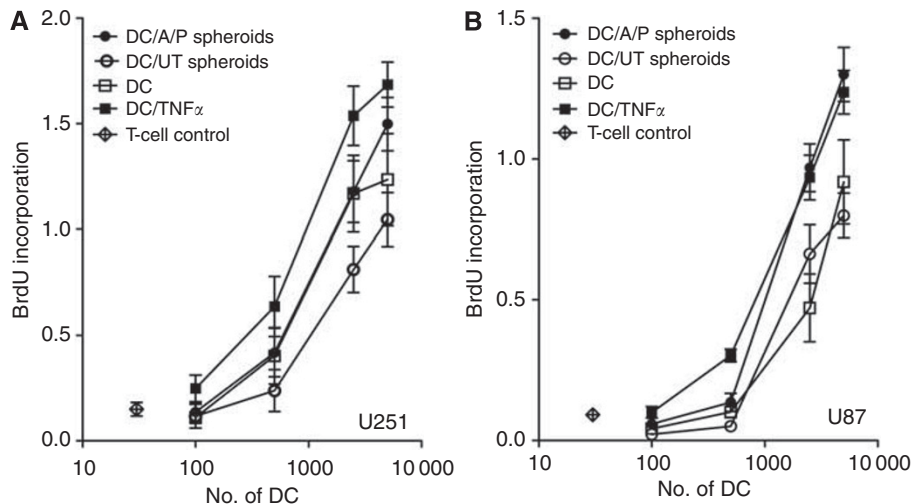 A
2.0
1.5
1.0
0.5
0.0
BrdU incorporation
DC/A/P spheroids
DC/UT spheroids
DC
DC/TNFα
T-cell control
U251
10
100
1000
10 000
No. of DC
B
1.5
1.0
0.5
0.0
BrdU incorporation
DC/A/P spheroids
DC/UT spheroids
DC
DC/TNFα
T-cell control
U87
10
100
1000
10 000
No. of DC